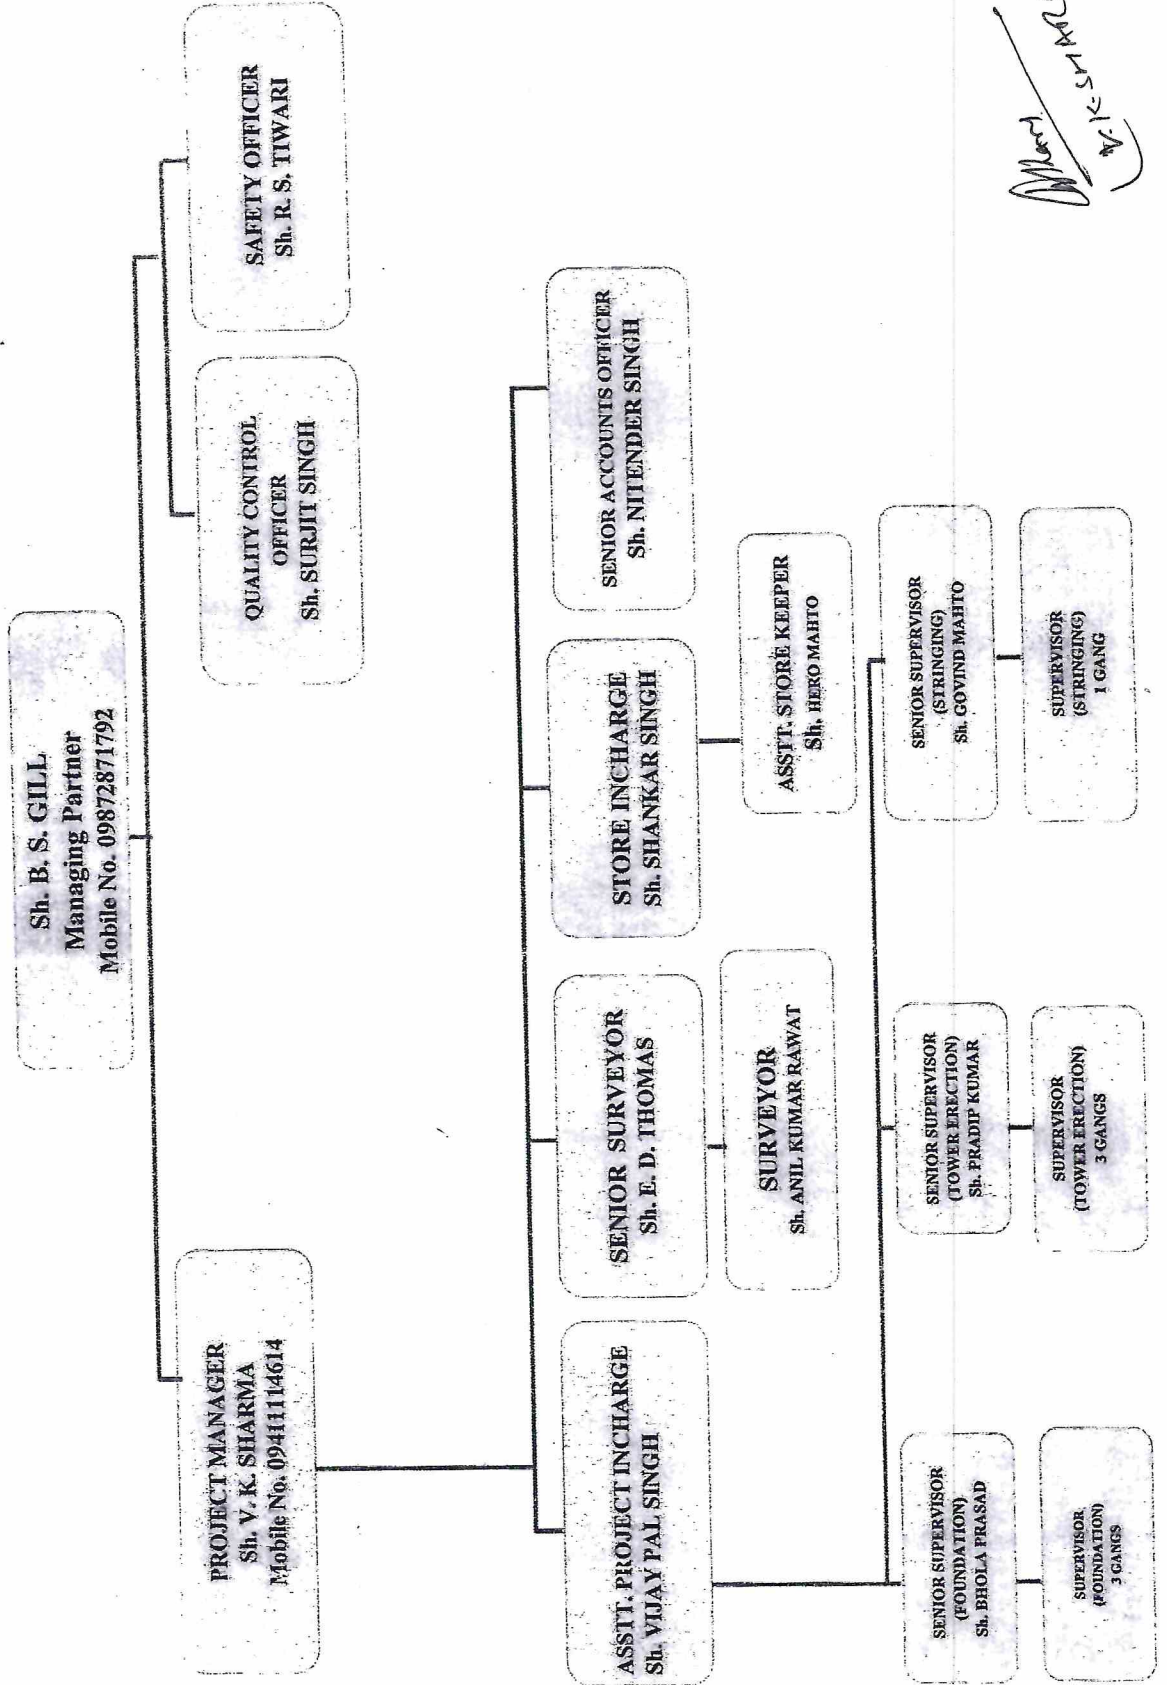 Sh. B. S. GILL
Managing Partner
Mobile No. 09872871792
PROJECT MANAGER
Sh. V. K. SHARMA
Mobile No. 09411114614
QUALITY CONTROL
OFFICER
Sh. SURJIT SINGH
SAFETY OFFICER
Sh. R. S. TIWARI
ASSTT. PROJECT INCHARGE
Sh. VIJAY PAL SINGH
SENIOR SURVEYOR
Sh. E. D. THOMAS
STORE INCHARGE
Sh. SHANKAR SINGH
SENIOR ACCOUNTS OFFICER
Sh. NITENDER SINGH
SURVEYOR
Sh. ANIL KUMAR RAWAT
ASSTT. STORE KEEPER
Sh. HERO MAHTO
SENIOR SUPERVISOR
(FOUNDATION)
Sh. BHOLA PRASAD
SENIOR SUPERVISOR
(TOWER ERECTION)
Sh. PRADIP KUMAR
SENIOR SUPERVISOR
(STRINGING)
Sh. GOVIND MAHTO
SUPERVISOR
(FOUNDATION)
3 GANGS
SUPERVISOR
(TOWER ERECTION)
3 GANGS
SUPERVISOR
(STRINGING)
1 GANG